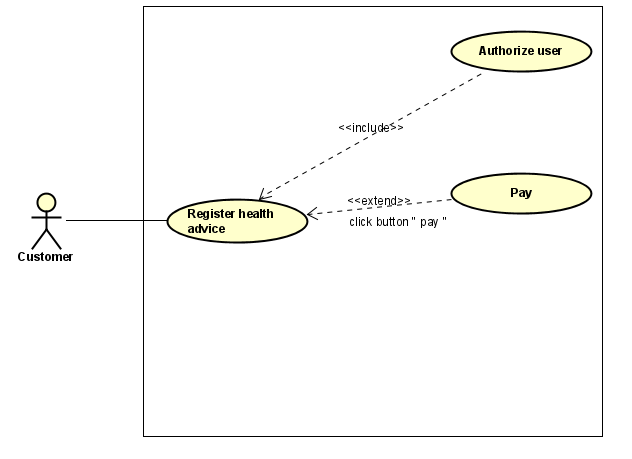 Authorize user
<<include>>
Pay
<<extend>>
click button " pay "
Register health
advice
Customer